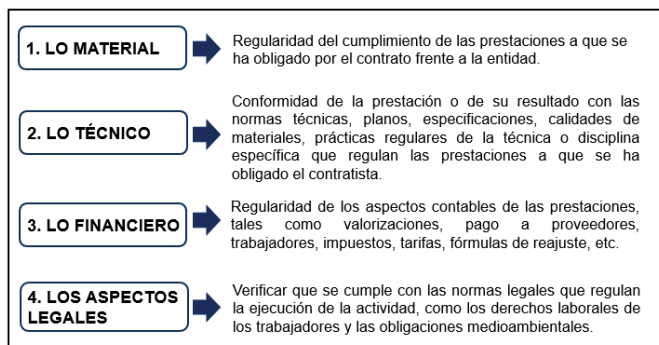 1. LO MATERIAL
Regularidad del cumplimiento de las prestaciones a que se
ha obligado por el contrato frente a la entidad.
2. LO TÉCNICO
Conformidad de la prestación o de su resultado con las
normas técnicas, planos, especificaciones, calidades de
materiales, prácticas regulares de la técnica o disciplina
específica que regulan las prestaciones a que se ha
obligado el contratista.
3. LO FINANCIERO
Regularidad de los aspectos contables de las prestaciones,
tales como valorizaciones, pago a proveedores,
trabajadores, impuestos, tarifas, fórmulas de reajuste, etc.
4. LOS ASPECTOS
LEGALES
Verificar que se cumple con las normas legales que regulan
la ejecución de la actividad, como los derechos laborales de
los trabajadores y las obligaciones medioambientales.